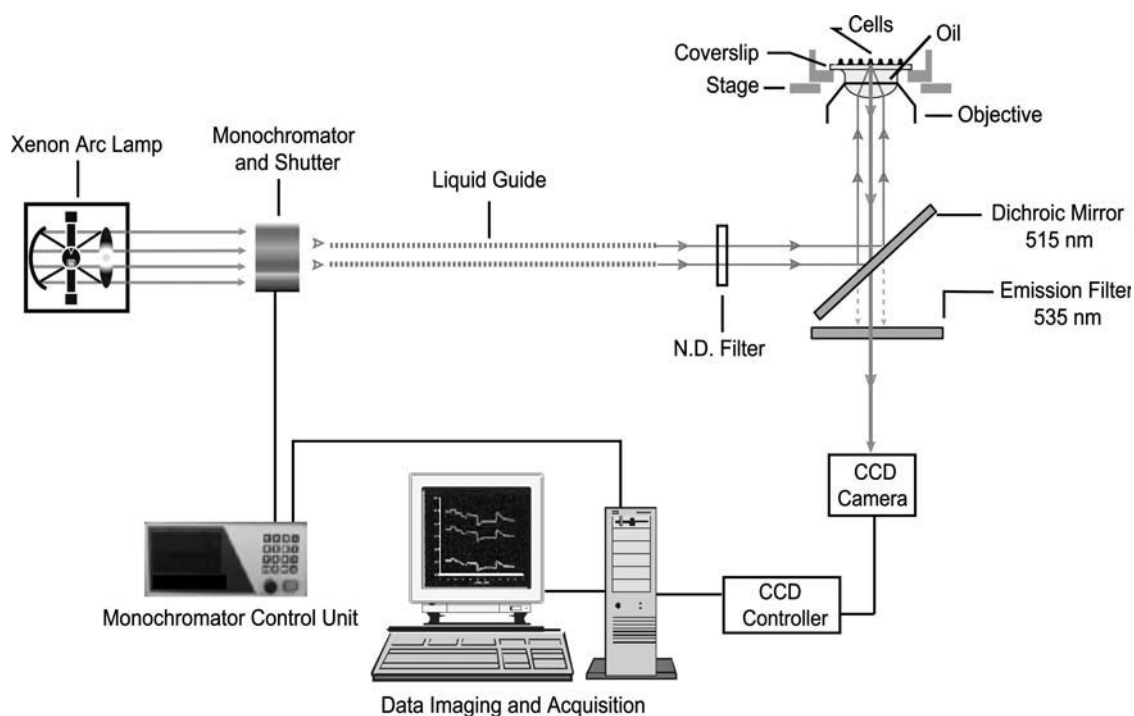 Cells
Oil
Coverslip
Stage
Objective
Monochromator
and Shutter
Xenon Arc Lamp
Liquid Guide
Dichroic Mirror
515 nm
Emission Filter
535 nm
N.D. Filter
CCD
Camera
CCD
Controller
Monochromator Control Unit
Data Imaging and Acquisition